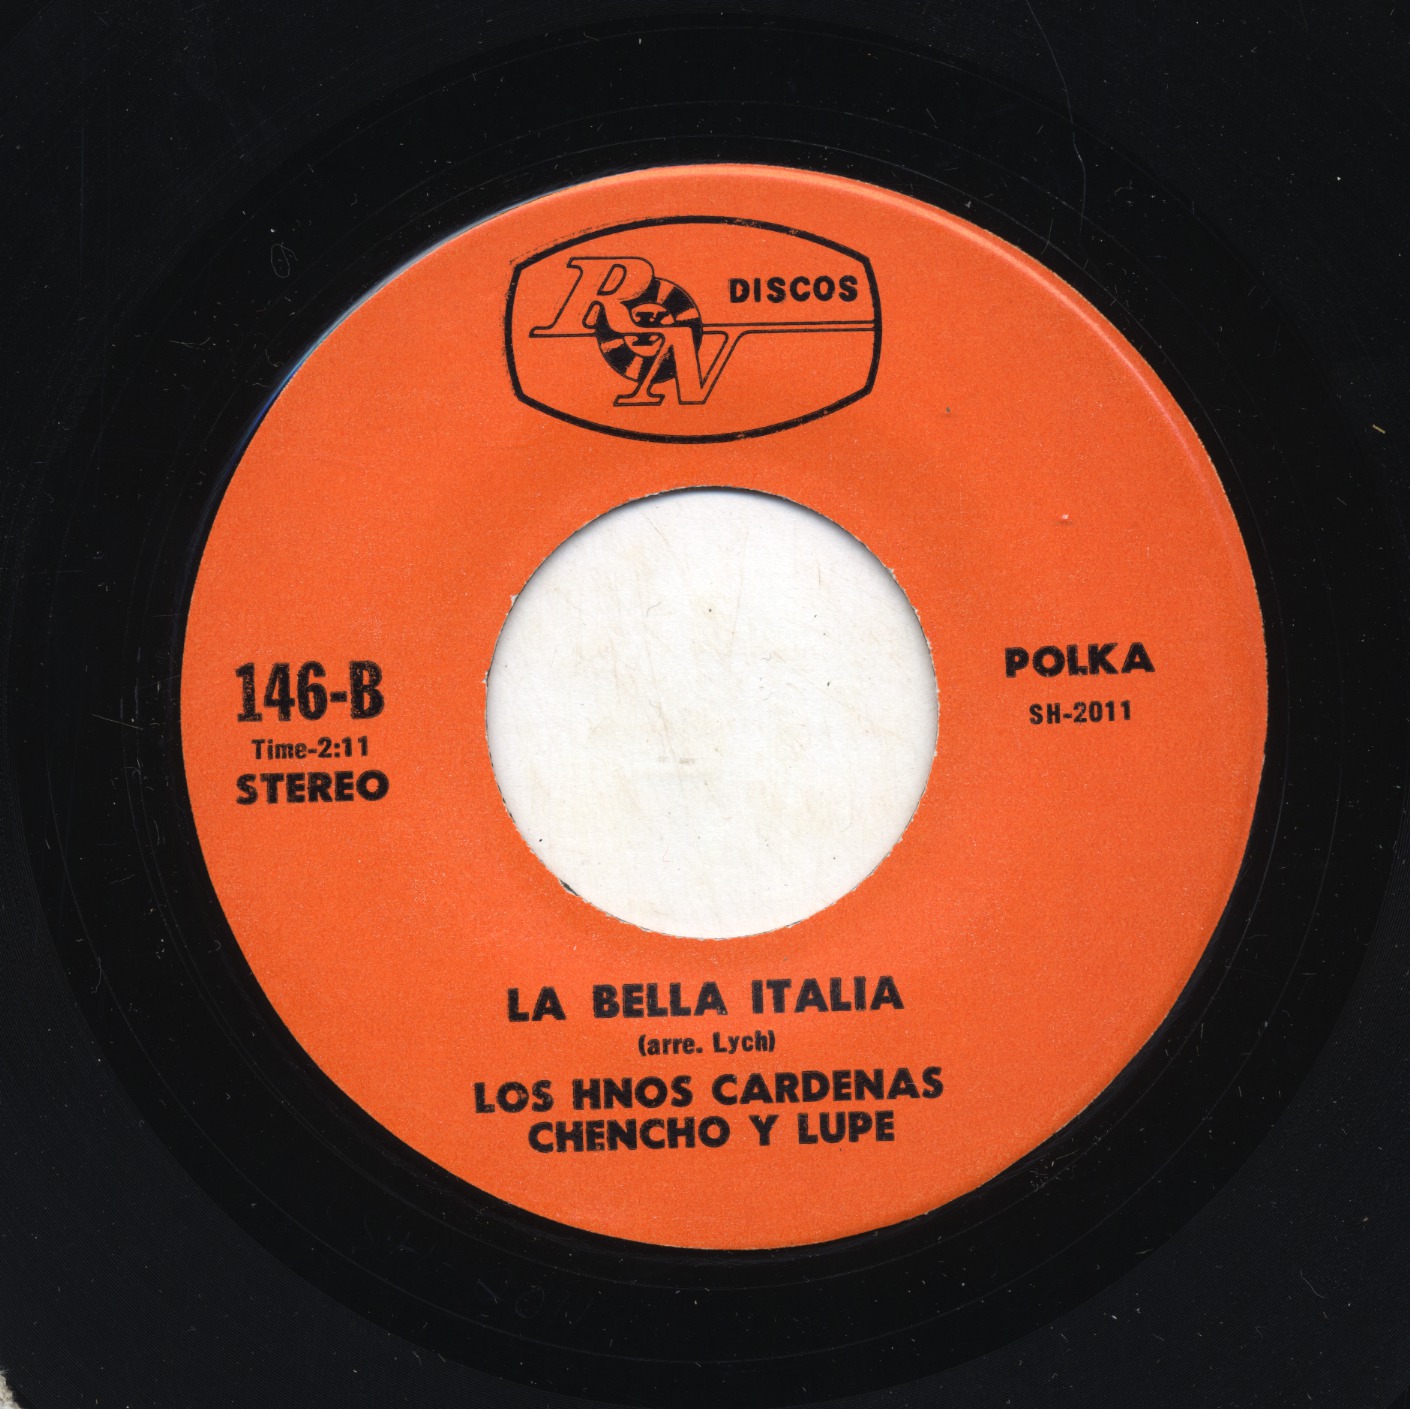 RN DISCOS
146-B
Time-2:11
STEREO
POLKA
SH-2011
LA BELLA ITALIA
(arre. Lych)
LOS HNOS CARDENAS
CHENCHO Y LUPE